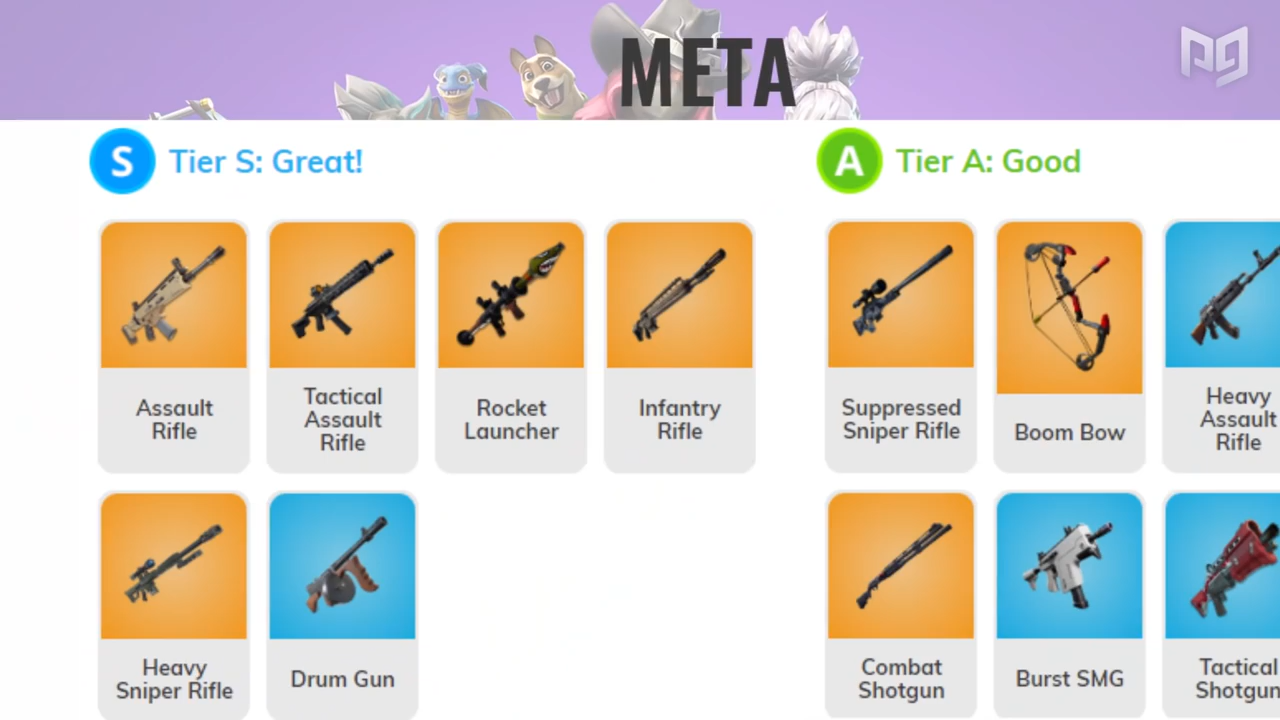 META
PG
S Tier S: Great!
A Tier A: Good
Assault
Rifle
Tactical
Assault
Rifle
Rocket
Launcher
Infantry
Rifle
Suppressed
Sniper Rifle
Boom Bow
Heavy
Assault
Rifle
Heavy
Sniper Rifle
Drum Gun
Combat
Shotgun
Burst SMG
Tactical
Shotgun